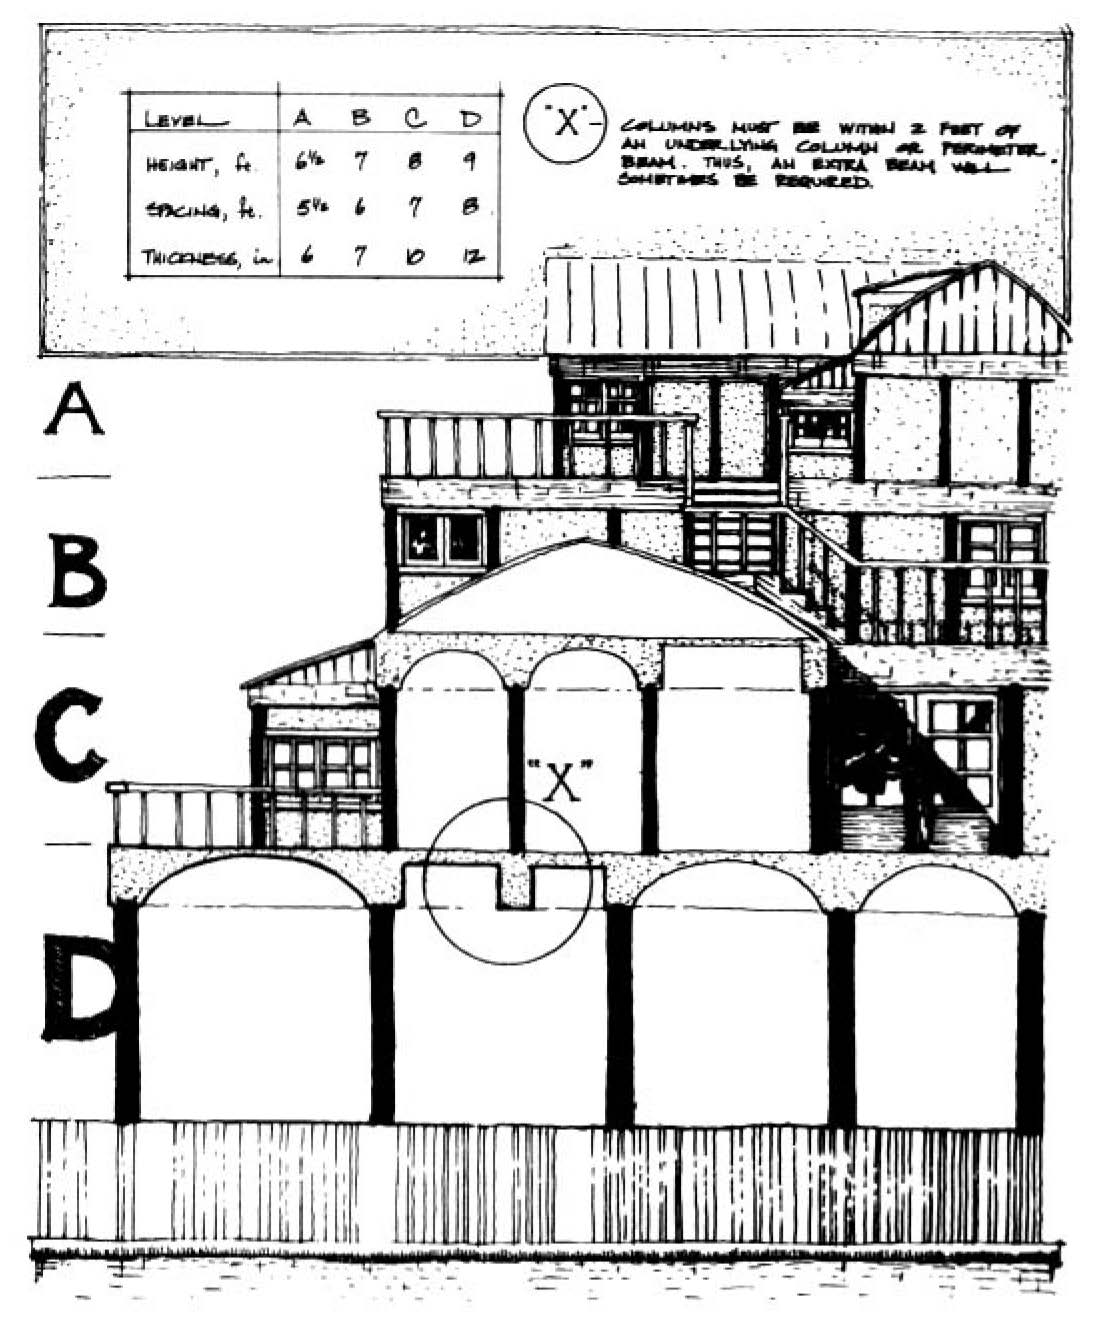 LEVEL A B C D
HEIGHT, ft. 6½ 7 8 9
SPACING, ft. 5½ 6 7 8
THICKNESS, in 6 7 10 12
"X"-
COLUMNS MUST BE WITHIN 2 FEET OF
AN UNDERLYING COLUMN OR PERIMETER
BEAM. THUS, AN EXTRA BEAM WILL
SOMETIMES BE REQUIRED.
A
B
C
"X"
D